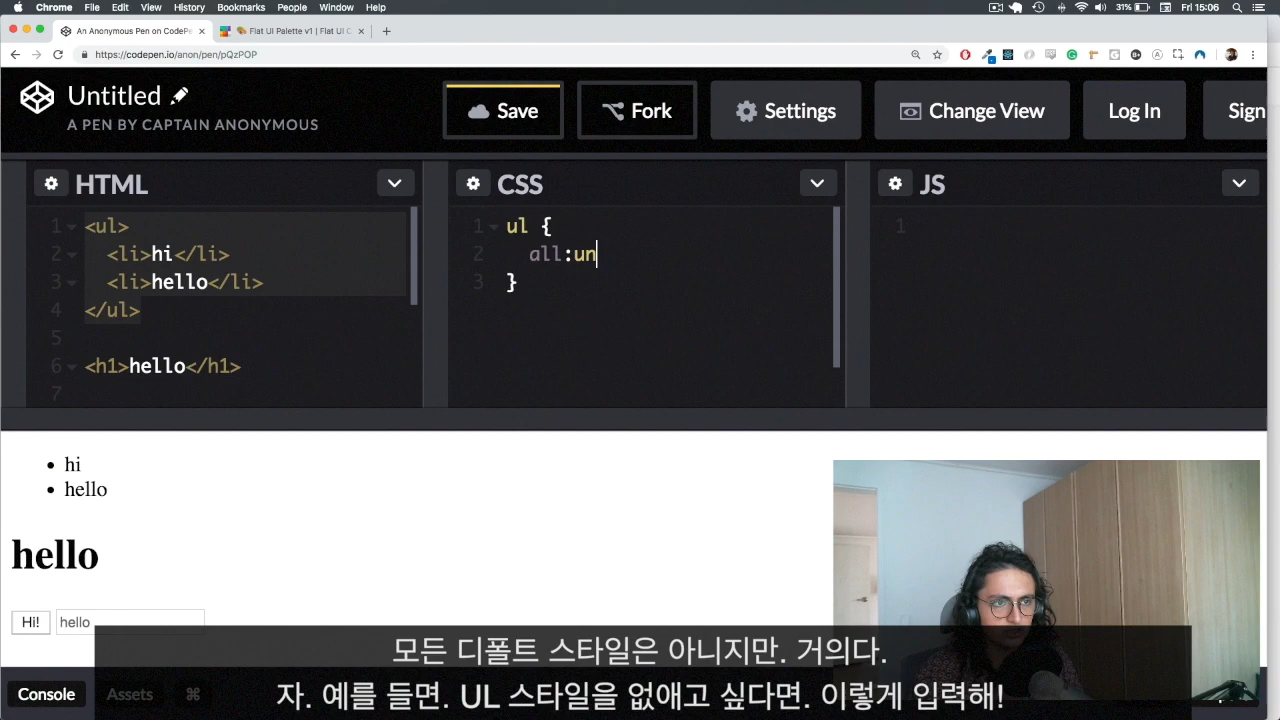 Chrome File Edit View History Bookmarks People Window Help 31% Fri 15:06
An Anonymous Pen on CodePe Flat UI Palette v1 | Flat UI C
https://codepen.io/anon/pen/pQzPOP
Untitled
A PEN BY CAPTAIN ANONYMOUS
Save Fork Settings Change View Log In Sign
HTML CSS JS
1 <ul>
2 <li>hi</li>
3 <li>hello</li>
4 </ul>
5
6 <h1>hello</h1>
7
1 ul {
2 all:un
3 }
1
• hi
• hello
hello
Hi! hello
모든 디폴트 스타일은 아니지만. 거의다.
자. 예를 들면. UL 스타일을 없애고 싶다면. 이렇게 입력해!
Console Assets ⌘